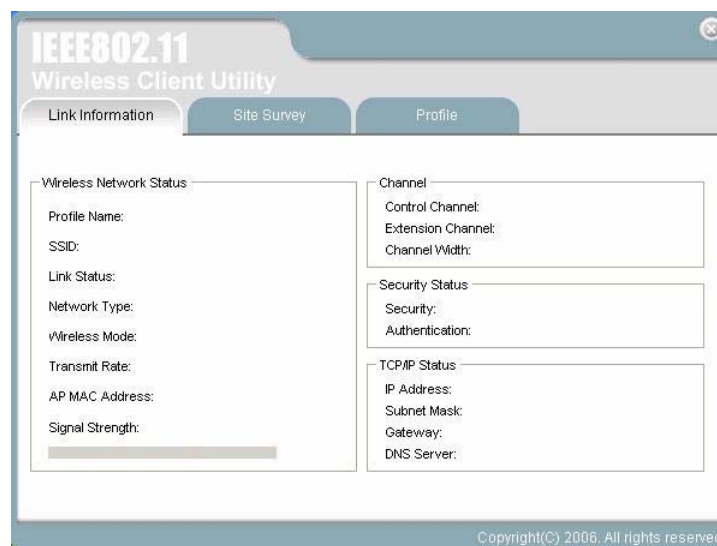 IEEE802.11
Wireless Client Utility
Link Information
Site Survey
Profile
Wireless Network Status
Profile Name:
SSID:
Link Status:
Network Type:
Wireless Mode:
Transmit Rate:
AP MAC Address:
Signal Strength:
Channel
Control Channel:
Extension Channel:
Channel Width:
Security Status
Security:
Authentication:
TCP/IP Status
IP Address:
Subnet Mask:
Gateway:
DNS Server:
Copyright(C) 2006. All rights reserved